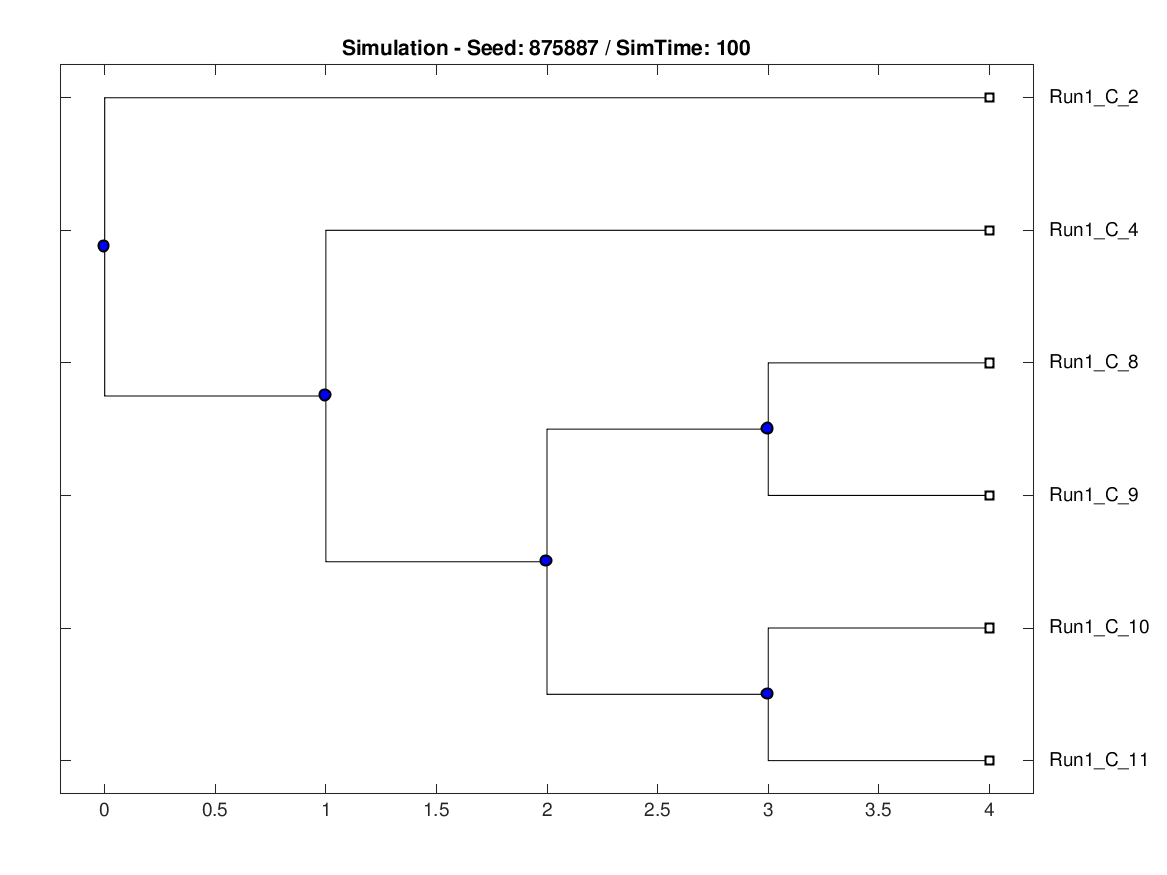 Simulation - Seed: 875887 / SimTime: 100
Run1_C_2
Run1_C_4
Run1_C_8
Run1_C_9
Run1_C_10
Run1_C_11
0 0.5 1 1.5 2 2.5 3 3.5 4